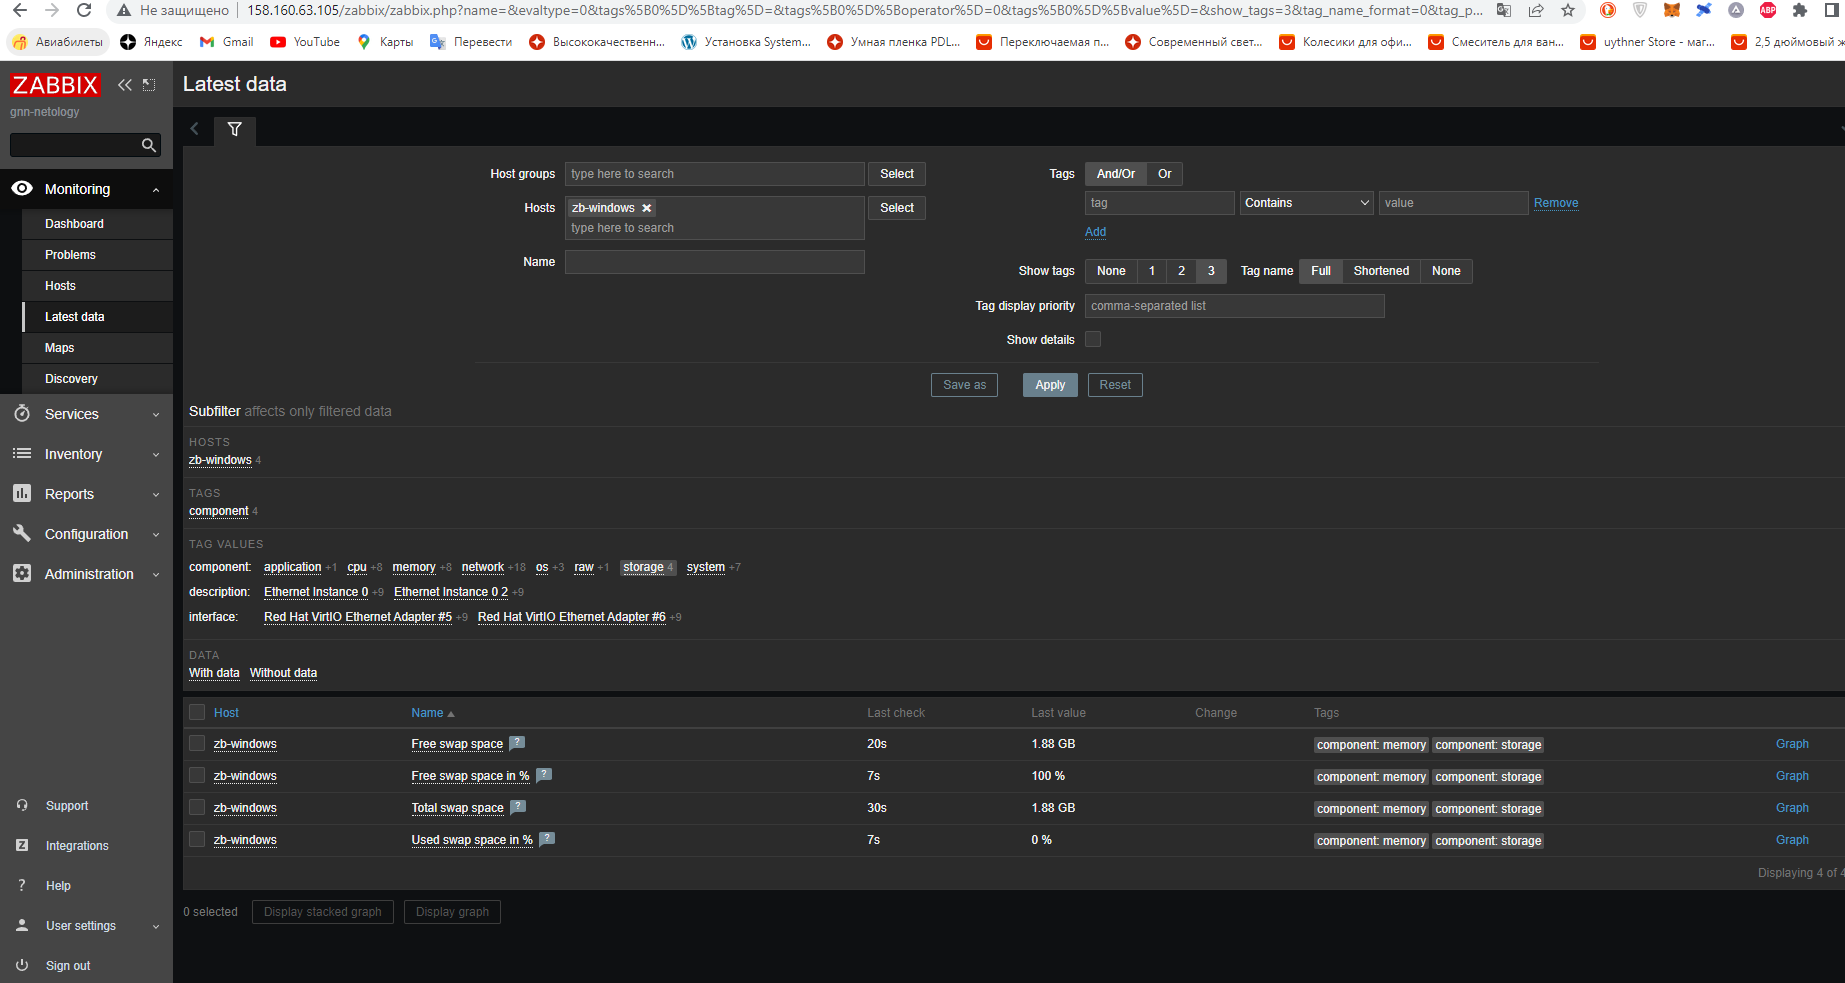 Не защищено 158.160.63.105/zabbix/zabbix.php?name=&evaltype=0&tags%5B0%5D%5Btag%5D=&tags%5B0%5D%5Boperator%5D=0&tags%5B0%5D%5Bvalue%5D=&show_tags=3&tag_name_format=0&tag_p...
Авиабилеты Яндекс Gmail YouTube Карты Перевести Высококачественн... Установка System... Умная пленка PDL... Переключаемая п... Современный свет... Колесики для офи... Смеситель для ван... uythner Store - маг... 2,5 дюймовый ж
ZABBIX
gnn-netology
Monitoring
Dashboard
Problems
Hosts
Latest data
Maps
Discovery
Services
Inventory
Reports
Configuration
Administration
Support
Integrations
Help
User settings
Sign out
Latest data
Host groups type here to search Select
Hosts zb-windows Select
type here to search
Name
Tags And/Or Or
tag Contains value Remove
Add
Show tags None 1 2 3 Tag name Full Shortened None
Tag display priority comma-separated list
Show details
Save as Apply Reset
Subfilter affects only filtered data
HOSTS
zb-windows 4
TAGS
component 4
TAG VALUES
component: application +1 cpu +8 memory +8 network +18 os +3 raw +1 storage 4 system +7
description: Ethernet Instance 0 +9 Ethernet Instance 0 2 +9
interface: Red Hat VirtIO Ethernet Adapter #5 +9 Red Hat VirtIO Ethernet Adapter #6 +9
DATA
With data Without data
Host Name Last check Last value Change Tags
zb-windows Free swap space ? 20s 1.88 GB component: memory component: storage Graph
zb-windows Free swap space in % ? 7s 100 % component: memory component: storage Graph
zb-windows Total swap space ? 30s 1.88 GB component: memory component: storage Graph
zb-windows Used swap space in % ? 7s 0 % component: memory component: storage Graph
Displaying 4 of 4
0 selected Display stacked graph Display graph